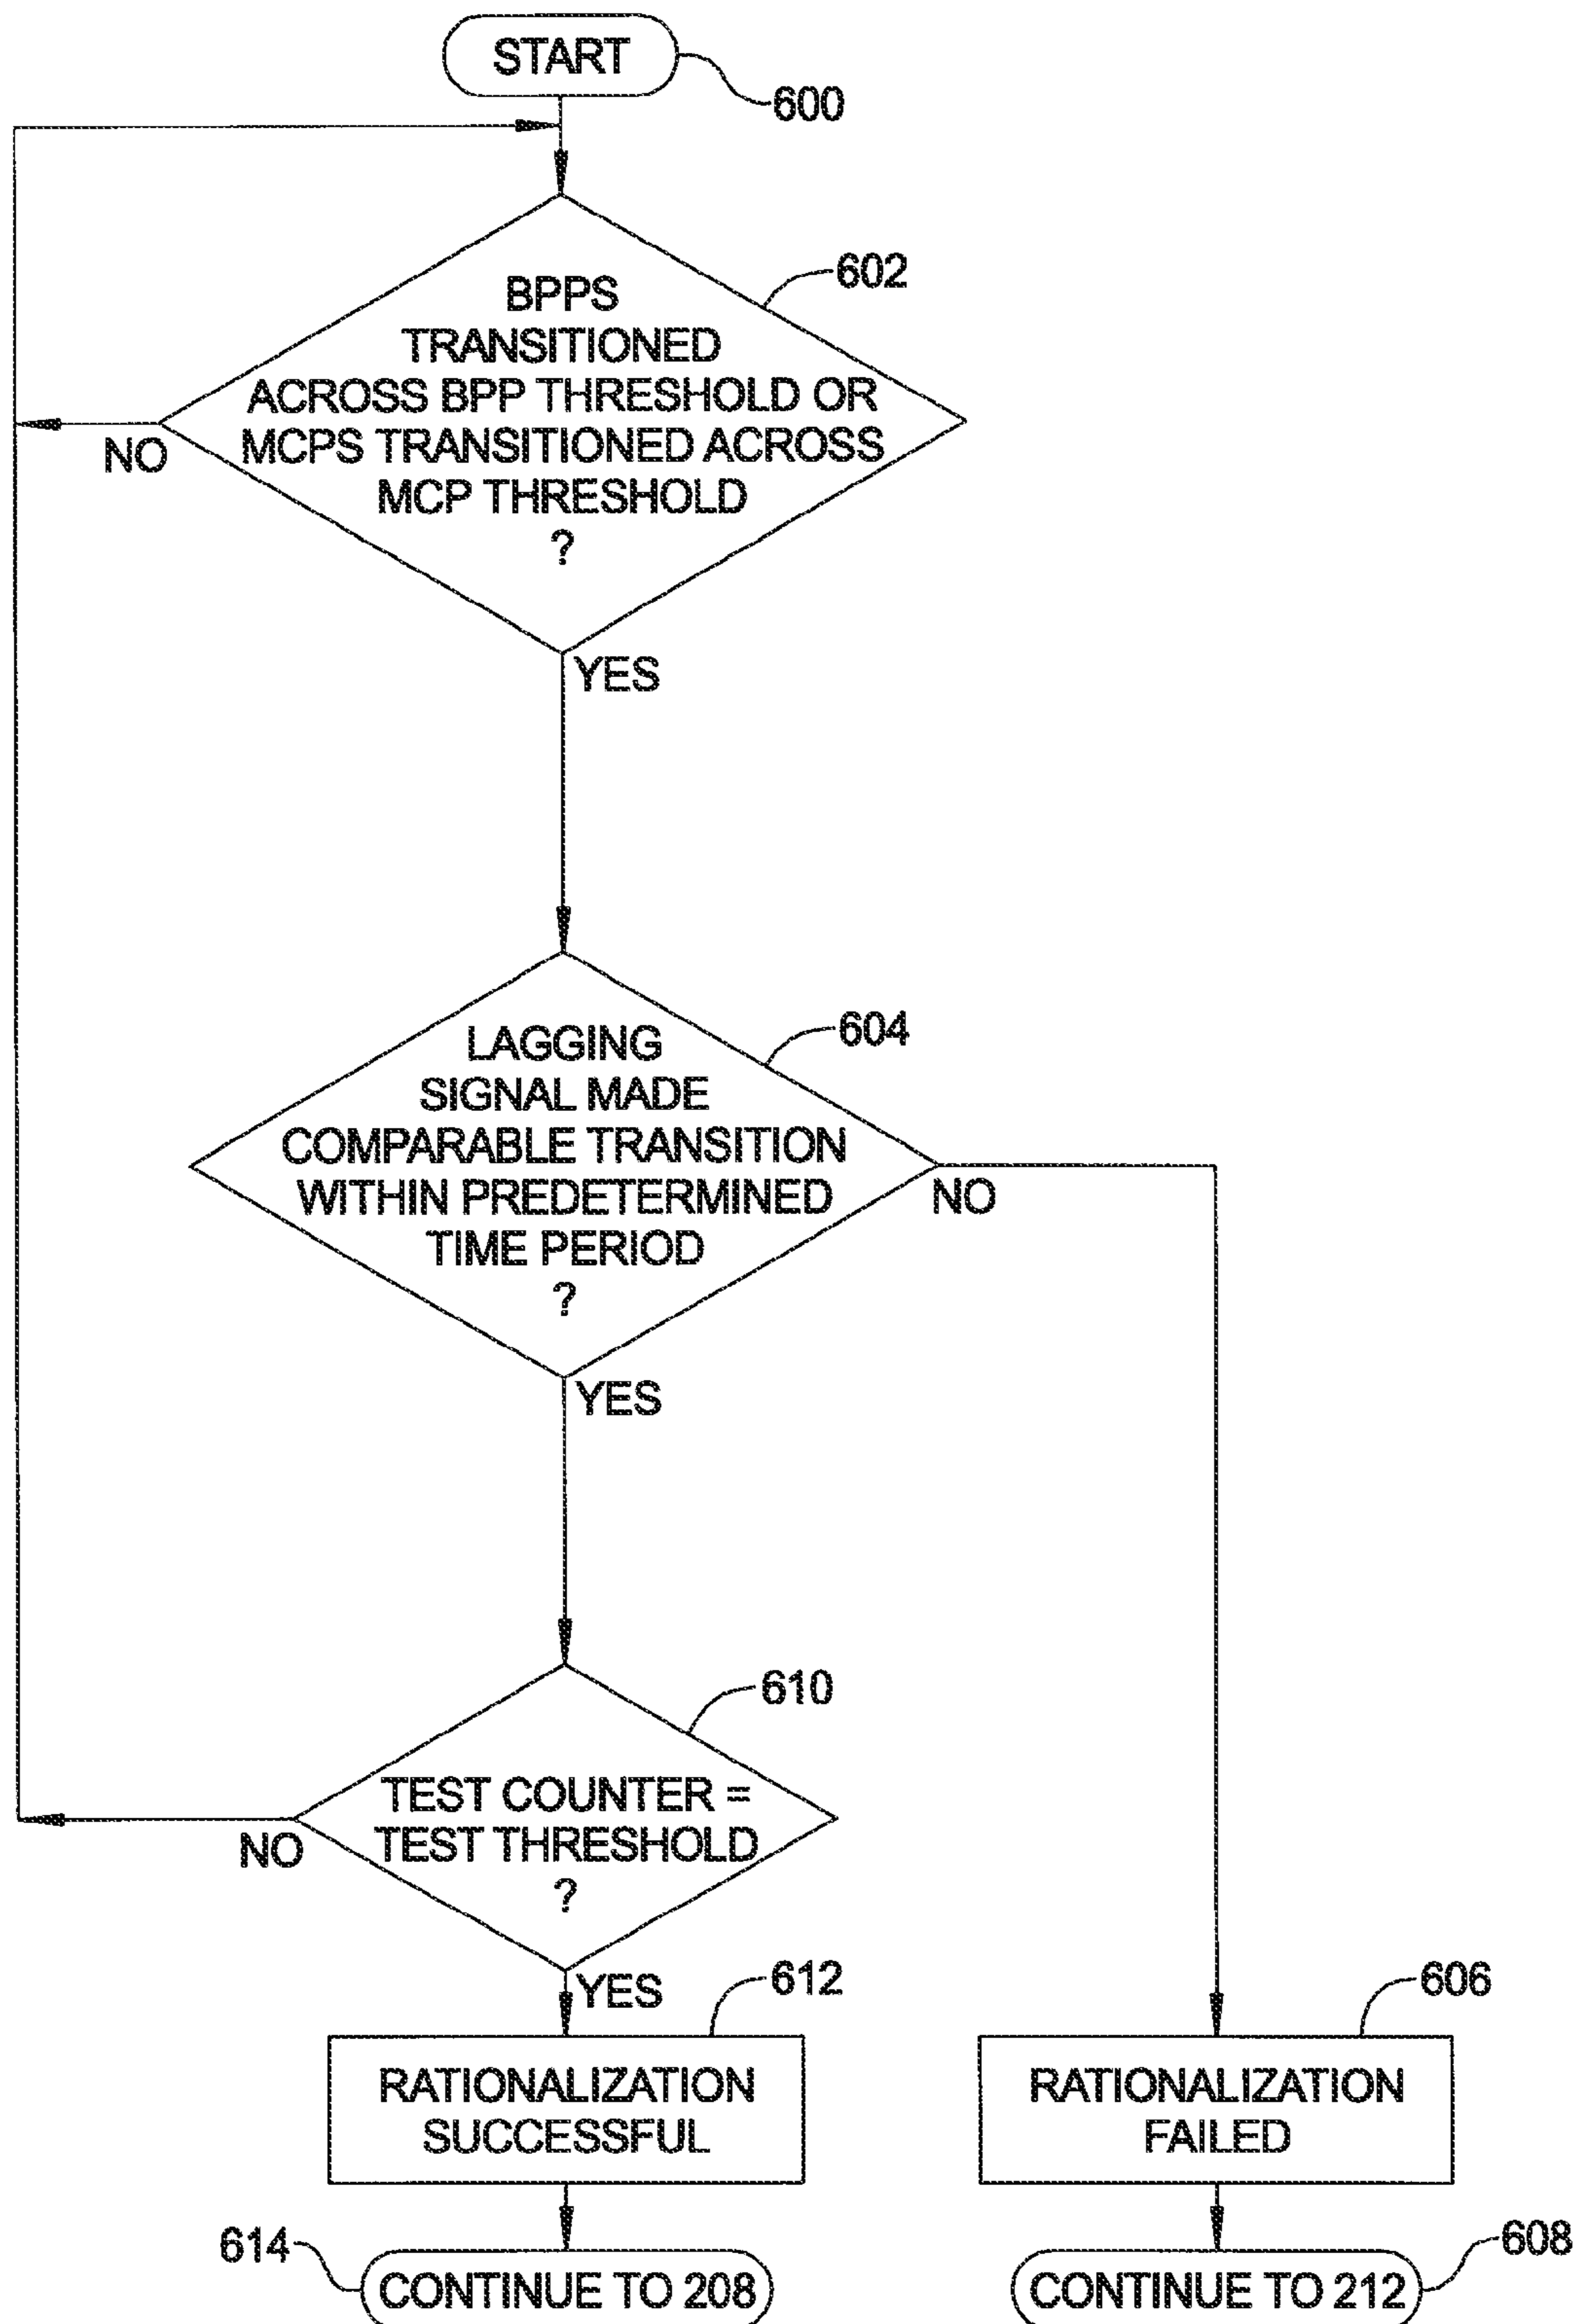 START
600
602
BPPS
TRANSITIONED
ACROSS BPP THRESHOLD OR
MCPS TRANSITIONED ACROSS
MCP THRESHOLD
?
NO
YES
604
LAGGING
SIGNAL MADE
COMPARABLE TRANSITION
WITHIN PREDETERMINED
TIME PERIOD
?
NO
YES
610
TEST COUNTER =
TEST THRESHOLD
?
NO
YES
612
606
RATIONALIZATION
SUCCESSFUL
RATIONALIZATION
FAILED
614
CONTINUE TO 208
608
CONTINUE TO 212